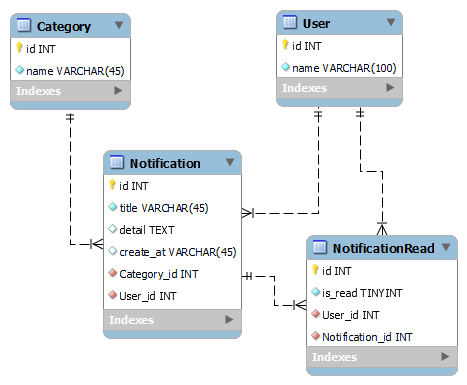 Category
id INT
name VARCHAR(45)
Indexes
User
id INT
name VARCHAR(100)
Indexes
Notification
id INT
title VARCHAR(45)
detail TEXT
create_at VARCHAR(45)
Category_id INT
User_id INT
Indexes
NotificationRead
id INT
is_read TINYINT
User_id INT
Notification_id INT
Indexes